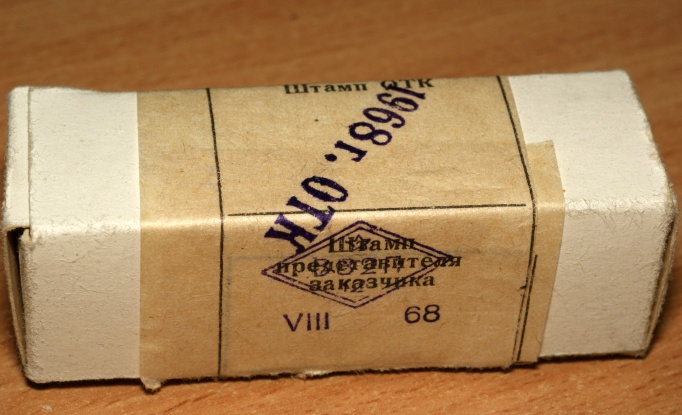 Штамп ОТК
1968г. ОТК
Штамп
представителя
заказчика
VIII 68